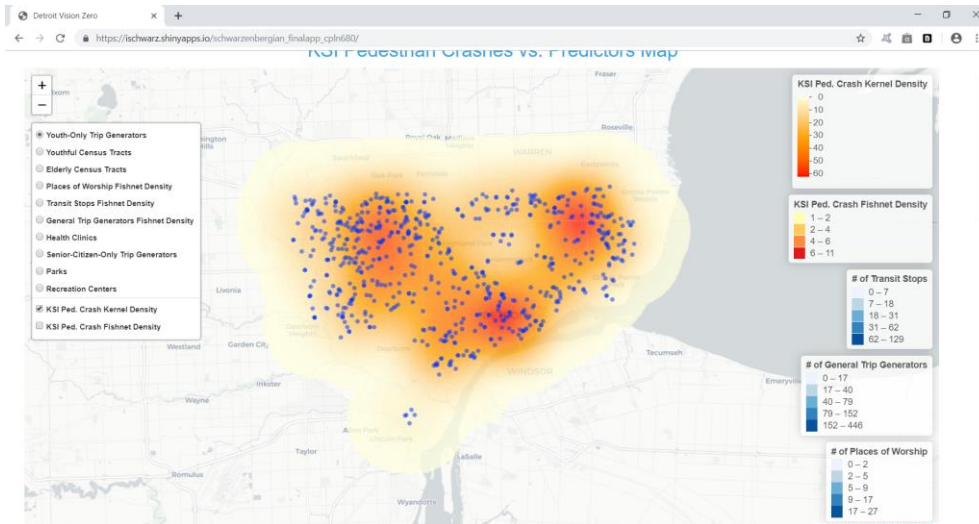 Detroit Vision Zero
https://ischwarz.shinyapps.io/schwarzenbergian_finalapp_cpln680/
KSI Pedestrian Crashes vs. Predictors Map
+
−
Youth-Only Trip Generators
Youthful Census Tracts
Elderly Census Tracts
Places of Worship Fishnet Density
Transit Stops Fishnet Density
General Trip Generators Fishnet Density
Health Clinics
Senior-Citizen-Only Trip Generators
Parks
Recreation Centers
KSI Ped. Crash Kernel Density
KSI Ped. Crash Fishnet Density
Fraser
Roseville
Royal Oak
WARREN
Southfield
Oak Park
Ferndale
Eastpointe
Livonia
Westland
Garden City
Dearborn
Inkster
Wayne
WINDSOR
Tecumseh
Emeryville
Allen Park
Lincoln Park
Taylor
LaSalle
Romulus
Wyandotte
KSI Ped. Crash Kernel Density
0
10
20
30
40
50
60
KSI Ped. Crash Fishnet Density
1 – 2
2 – 4
4 – 6
6 – 11
# of Transit Stops
0 – 7
7 – 18
18 – 31
31 – 62
62 – 129
# of General Trip Generators
0 – 17
17 – 40
40 – 79
79 – 152
152 – 446
# of Places of Worship
0 – 2
2 – 5
5 – 9
9 – 17
17 – 27